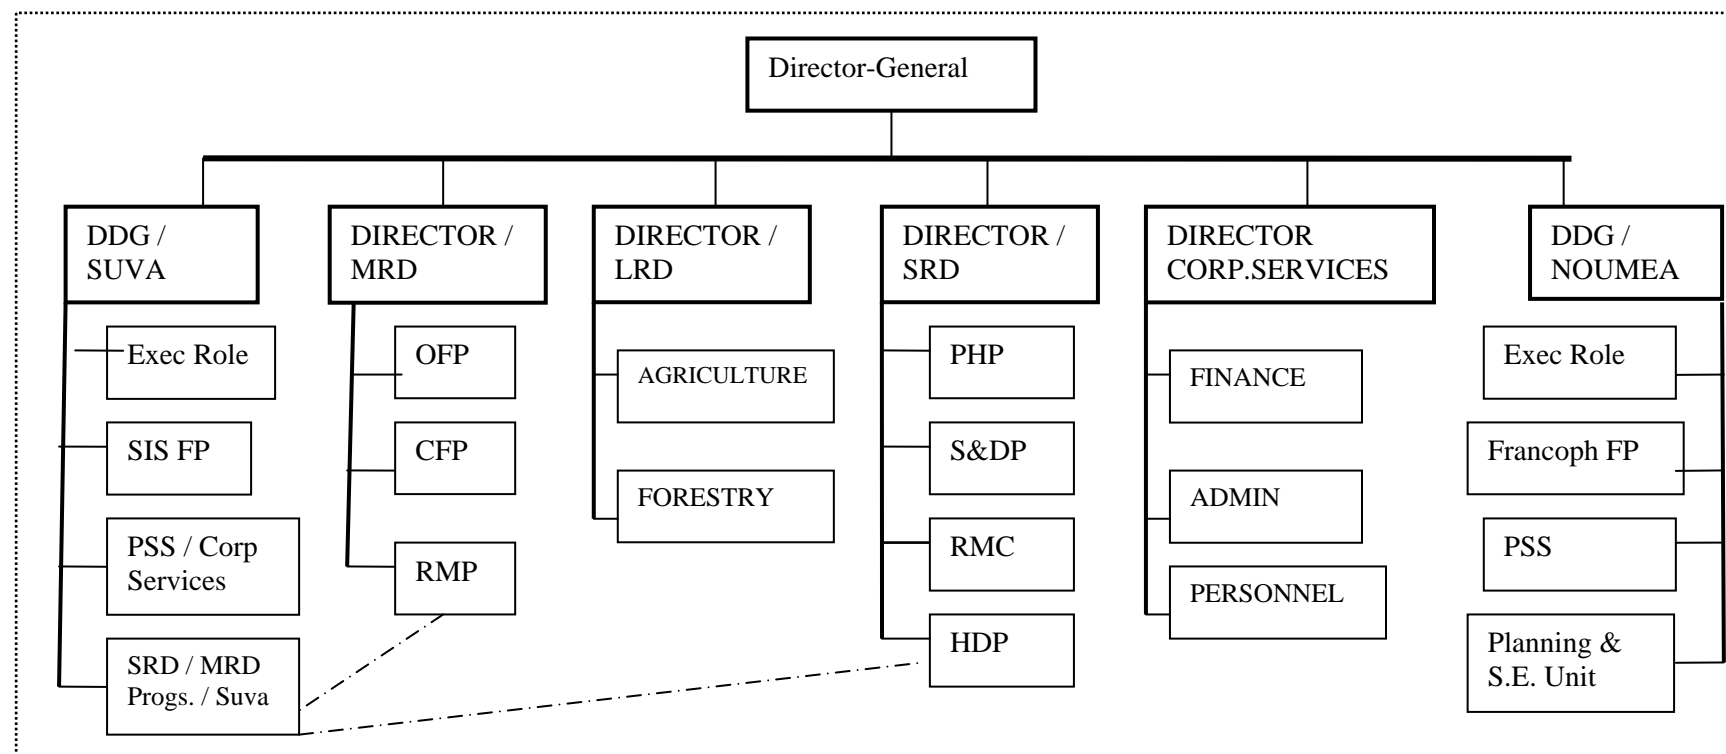 Director-General
DDG /
SUVA
DIRECTOR /
MRD
DIRECTOR /
LRD
DIRECTOR /
SRD
DIRECTOR
CORP.SERVICES
DDG /
NOUMEA
Exec Role
SIS FP
PSS / Corp
Services
SRD / MRD
Progs. / Suva
OFP
CFP
RMP
AGRICULTURE
FORESTRY
PHP
S&DP
RMC
HDP
FINANCE
ADMIN
PERSONNEL
Exec Role
Francoph FP
PSS
Planning &
S.E. Unit